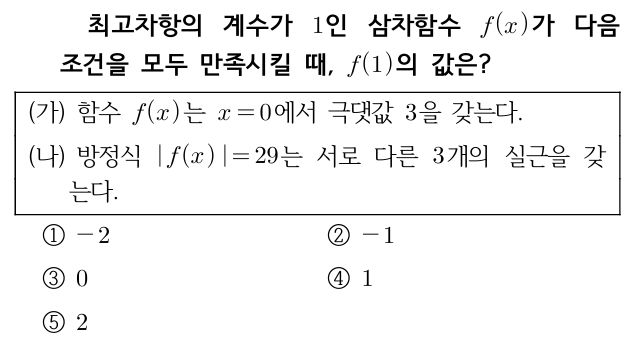 최고차항의 계수가 1인 삼차함수 f(x)가 다음
조건을 모두 만족시킬 때, f(1)의 값은?
(가) 함수 f(x)는 x=0에서 극댓값 3을 갖는다.
(나) 방정식 |f(x)|=29는 서로 다른 3개의 실근을 갖
는다.
① -2 ② -1
③ 0 ④ 1
⑤ 2